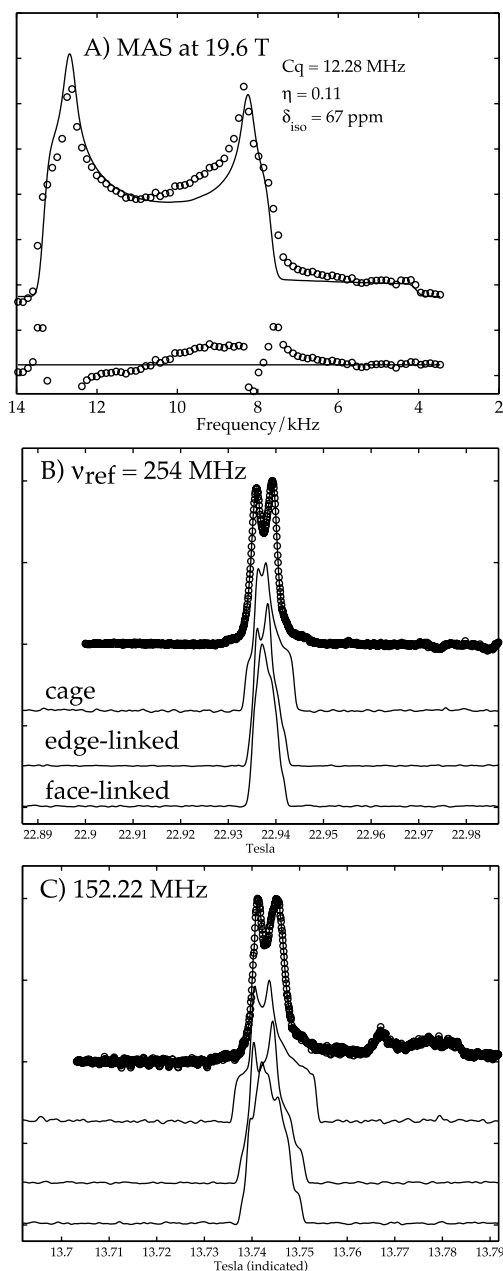 A) MAS at 19.6 T
Cq = 12.28 MHz
η = 0.11
δiso = 67 ppm
14 12 10 8 6 4 2
Frequency/kHz
B) νref = 254 MHz
cage
edge-linked
face-linked
22.89 22.9 22.91 22.92 22.93 22.94 22.95 22.96 22.97 22.98
Tesla
C) 152.22 MHz
13.7 13.71 13.72 13.73 13.74 13.75 13.76 13.77 13.78 13.79
Tesla (indicated)